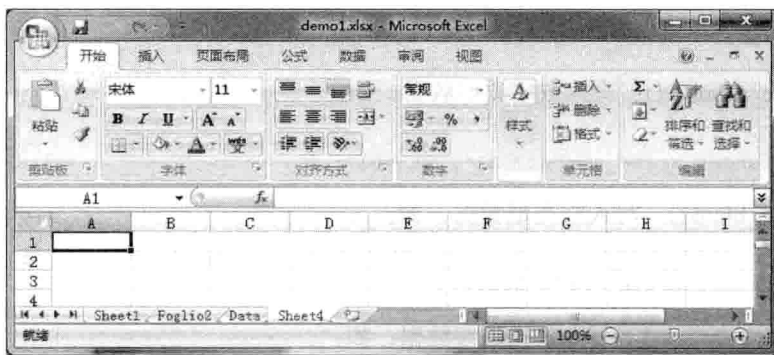 demo1.xlsx - Microsoft Excel
开始 插入 页面布局 公式 数据 审阅 视图
宋体 11 常规 插入 Σ
粘贴 B I U A A % , 样式 删除 排序和 查找和
A wén 格式 筛选 选择
剪贴板 字体 对齐方式 数字 单元格 编辑
A1 fx
A B C D E F G H I
1
2
3
4
Sheet1 Foglio2 Data Sheet4
就绪 100%